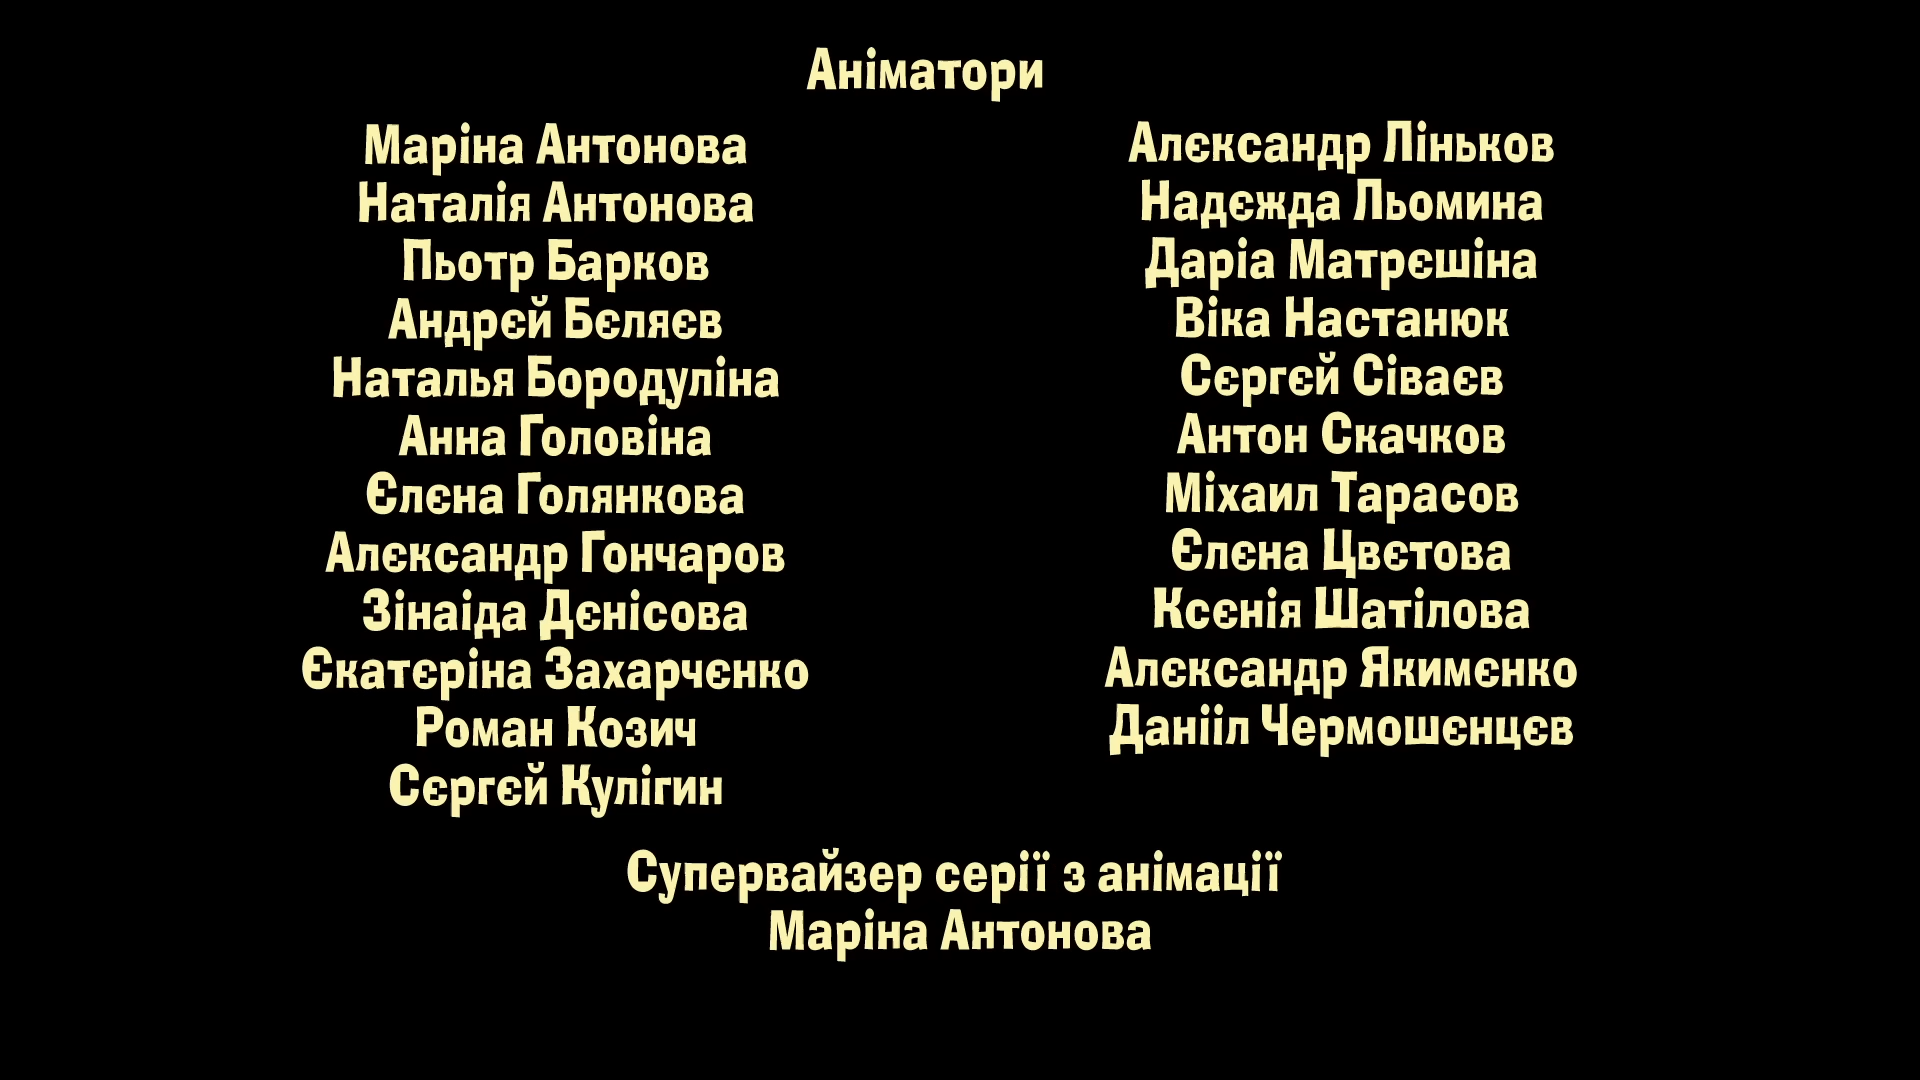 Аніматори
Маріна Антонова
Наталія Антонова
Пьотр Барков
Андрєй Бєляєв
Наталья Бородуліна
Анна Головіна
Єлєна Голянкова
Алєксандр Гончаров
Зінаіда Дєнісова
Єкатєріна Захарчєнко
Роман Козич
Сєргєй Кулігин
Алєксандр Ліньков
Надєжда Льомина
Даріа Матрєшіна
Віка Настанюк
Сєргєй Сіваєв
Антон Скачков
Міхаил Тарасов
Єлєна Цвєтова
Ксєнія Шатілова
Алєксандр Якимєнко
Данііл Чермошєнцєв
Супервайзер серії з анімації
Маріна Антонова